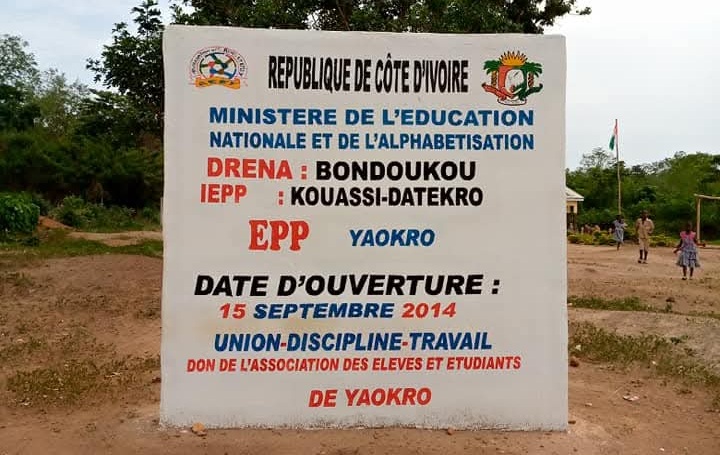 REPUBLIQUE DE CÔTE D'IVOIRE
MINISTERE DE L'EDUCATION
NATIONALE ET DE L'ALPHABETISATION
DRENA : BONDOUKOU
IEPP : KOUASSI-DATEKRO
EPP YAOKRO
DATE D'OUVERTURE :
15 SEPTEMBRE 2014
UNION-DISCIPLINE-TRAVAIL
DON DE L'ASSOCIATION DES ELEVES ET ETUDIANTS
DE YAOKRO